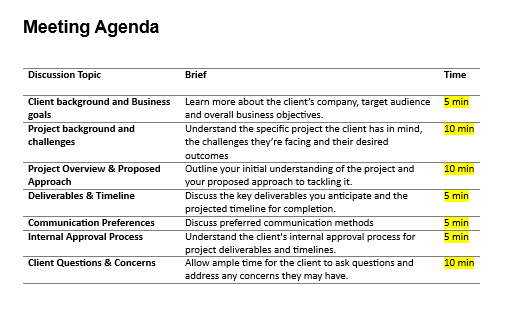 Meeting Agenda
Discussion Topic Brief Time
Client background and Business Learn more about the client's company, target audience 5 min
goals and overall business objectives.
Project background and Understand the specific project the client has in mind, 10 min
challenges the challenges they're facing and their desired
outcomes
Project Overview & Proposed Outline your initial understanding of the project and 10 min
Approach your proposed approach to tackling it.
Deliverables & Timeline Discuss the key deliverables you anticipate and the 5 min
projected timeline for completion.
Communication Preferences Discuss preferred communication methods 5 min
Internal Approval Process Understand the client's internal approval process for 5 min
project deliverables and timelines.
Client Questions & Concerns Allow ample time for the client to ask questions and 10 min
address any concerns they may have.